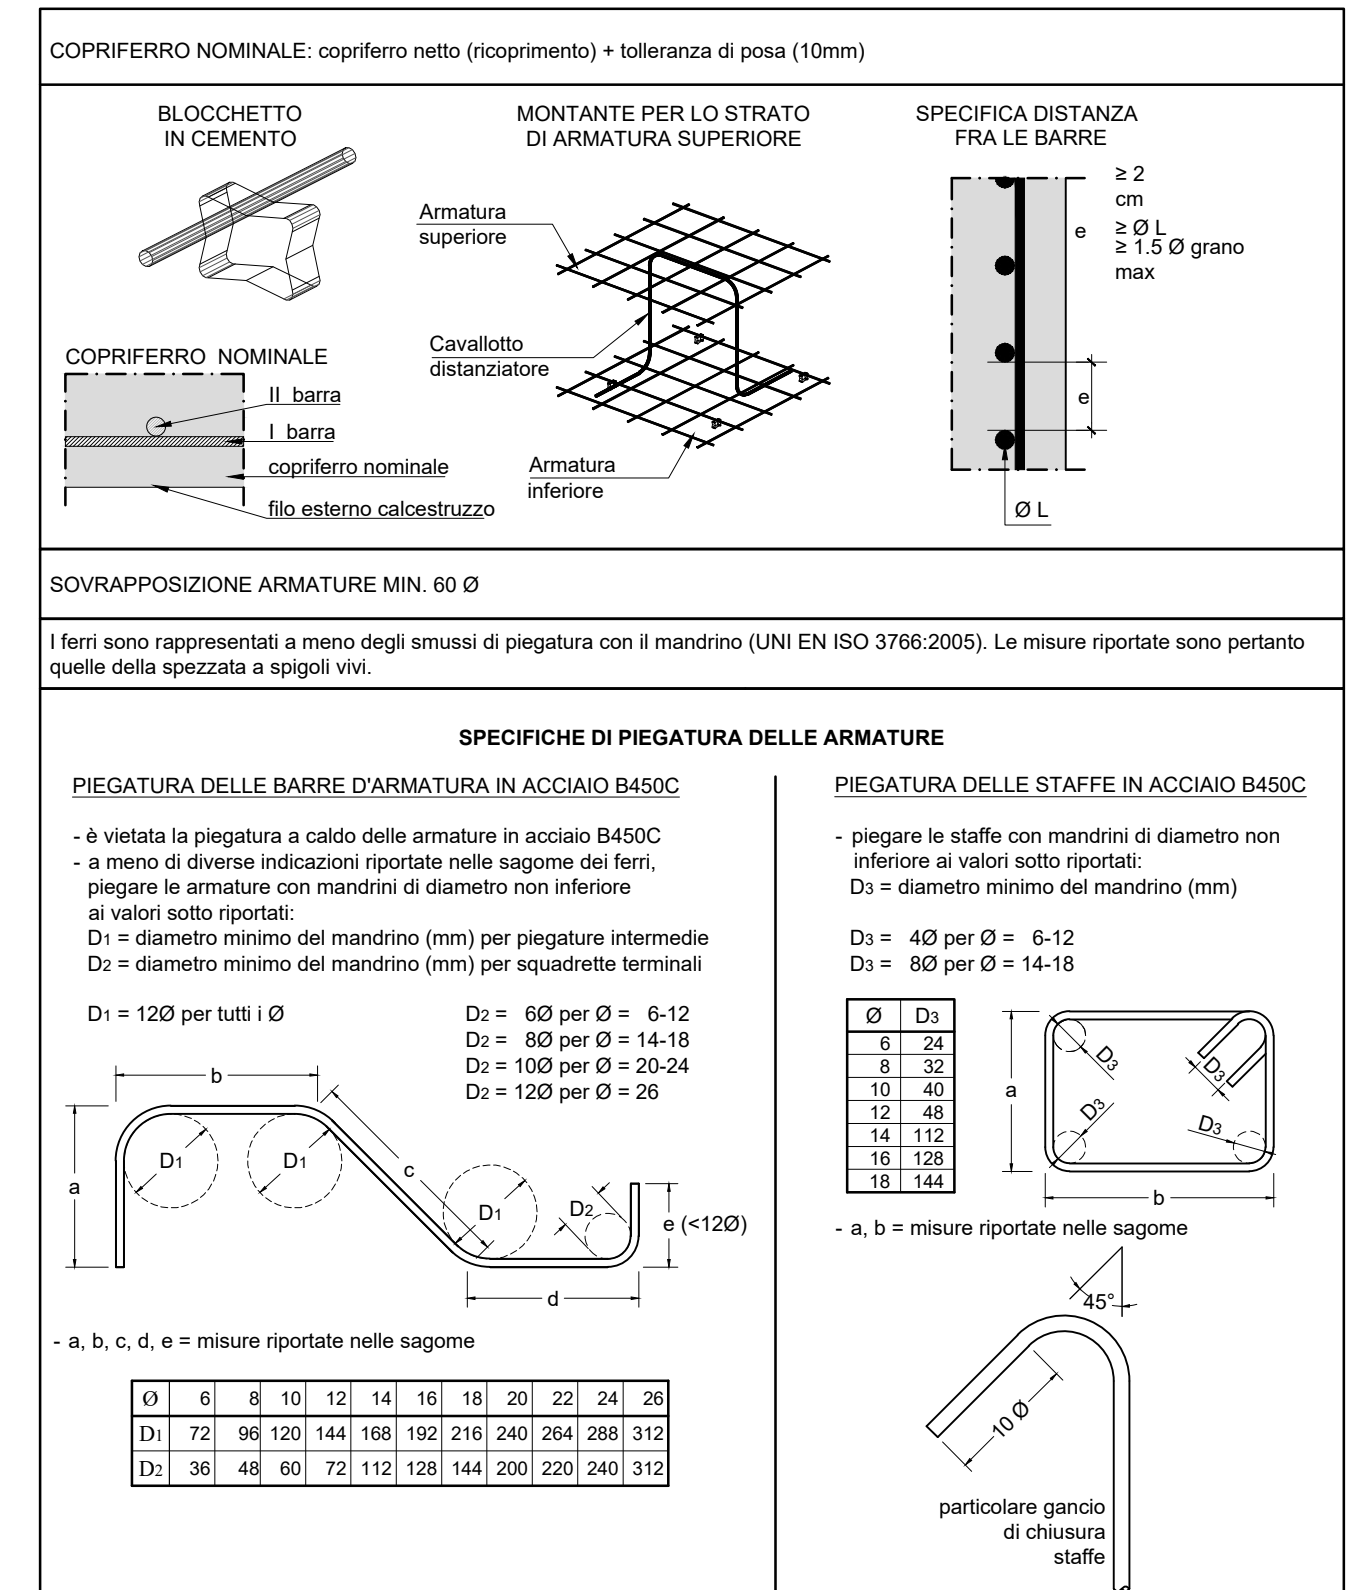 COPRIFERRO NOMINALE: copriferro netto (ricoprimento) + tolleranza di posa (10mm)
BLOCCHETTO
IN CEMENTO
MONTANTE PER LO STRATO
DI ARMATURA SUPERIORE
SPECIFICA DISTANZA
FRA LE BARRE
Armatura
superiore
Cavallotto
distanziatore
Armatura
inferiore
≥ 2
cm
≥ Ø L
≥ 1.5 Ø grano
max
e
e
Ø L
COPRIFERRO NOMINALE
II barra
I barra
copriferro nominale
filo esterno calcestruzzo
SOVRAPPOSIZIONE ARMATURE MIN. 60 Ø
I ferri sono rappresentati a meno degli smussi di piegatura con il mandrino (UNI EN ISO 3766:2005). Le misure riportate sono pertanto
quelle della spezzata a spigoli vivi.
SPECIFICHE DI PIEGATURA DELLE ARMATURE
PIEGATURA DELLE BARRE D'ARMATURA IN ACCIAIO B450C
- è vietata la piegatura a caldo delle armature in acciaio B450C
- a meno di diverse indicazioni riportate nelle sagome dei ferri,
piegare le armature con mandrini di diametro non inferiore
ai valori sotto riportati:
D1 = diametro minimo del mandrino (mm) per piegature intermedie
D2 = diametro minimo del mandrino (mm) per squadrette terminali
D1 = 12Ø per tutti i Ø
D2 = 6Ø per Ø = 6-12
D2 = 8Ø per Ø = 14-18
D2 = 10Ø per Ø = 20-24
D2 = 12Ø per Ø = 26
b
a
D1
D1
c
D1
D2
e (<12Ø)
d
- a, b, c, d, e = misure riportate nelle sagome
Ø 6 8 10 12 14 16 18 20 22 24 26
D1 72 96 120 144 168 192 216 240 264 288 312
D2 36 48 60 72 112 128 144 200 220 240 312
PIEGATURA DELLE STAFFE IN ACCIAIO B450C
- piegare le staffe con mandrini di diametro non
inferiore ai valori sotto riportati:
D3 = diametro minimo del mandrino (mm)
D3 = 4Ø per Ø = 6-12
D3 = 8Ø per Ø = 14-18
Ø D3
6 24
8 32
10 40
12 48
14 112
16 128
18 144
a
D3
D3
D3
D3
b
- a, b = misure riportate nelle sagome
45°
10 Ø
particolare gancio
di chiusura
staffe